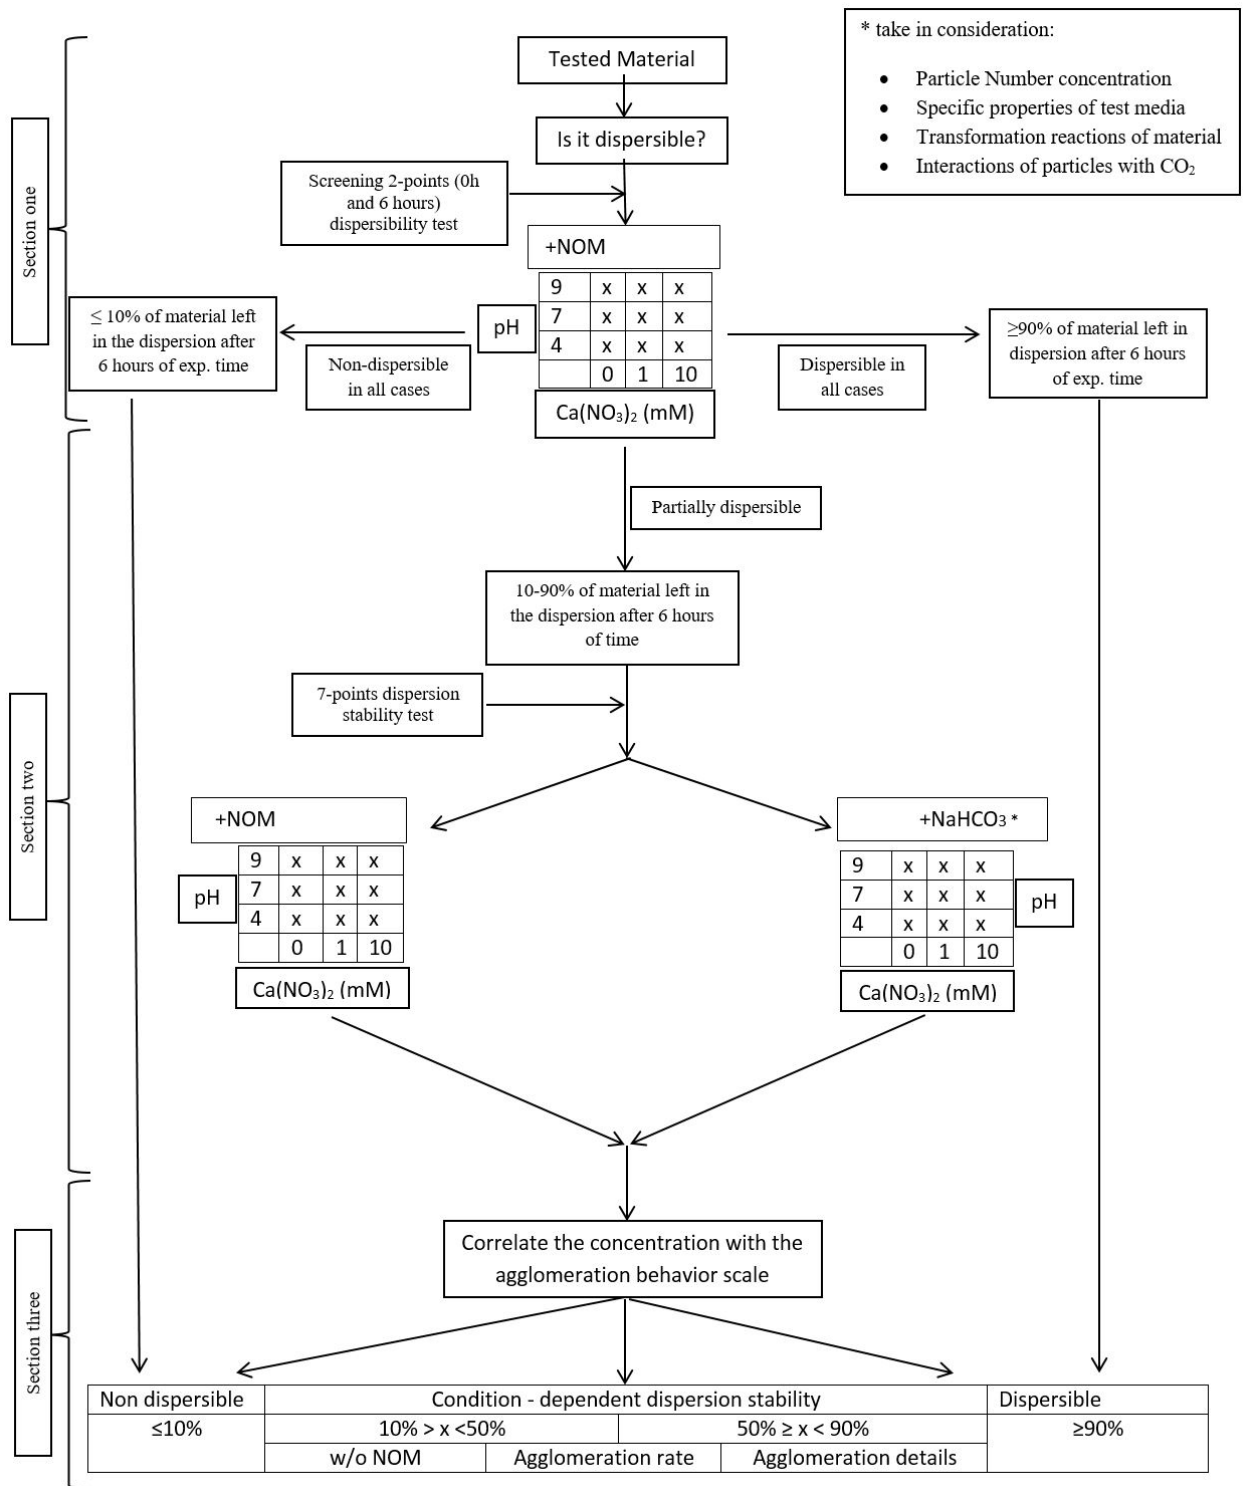 * take in consideration:
• Particle Number concentration
• Specific properties of test media
• Transformation reactions of material
• Interactions of particles with CO₂
Section one
Tested Material
Is it dispersible?
Screening 2-points (0h
and 6 hours)
dispersibility test
+NOM
pH
9 x x x
7 x x x
4 x x x
0 1 10
Ca(NO₃)₂ (mM)
≤ 10% of material left
in the dispersion after
6 hours of exp. time
Non-dispersible
in all cases
Dispersible in
all cases
≥90% of material left in
dispersion after 6 hours
of exp. time
Section two
Partially dispersible
10-90% of material left in
the dispersion after 6 hours
of time
7-points dispersion
stability test
+NOM
pH
9 x x x
7 x x x
4 x x x
0 1 10
Ca(NO₃)₂ (mM)
+NaHCO₃ *
9 x x x
7 x x x
4 x x x
0 1 10
pH
Ca(NO₃)₂ (mM)
Section three
Correlate the concentration with the
agglomeration behavior scale
Non dispersible Condition - dependent dispersion stability Dispersible
≤10% 10% > x <50% 50% ≥ x < 90% ≥90%
w/o NOM Agglomeration rate Agglomeration details